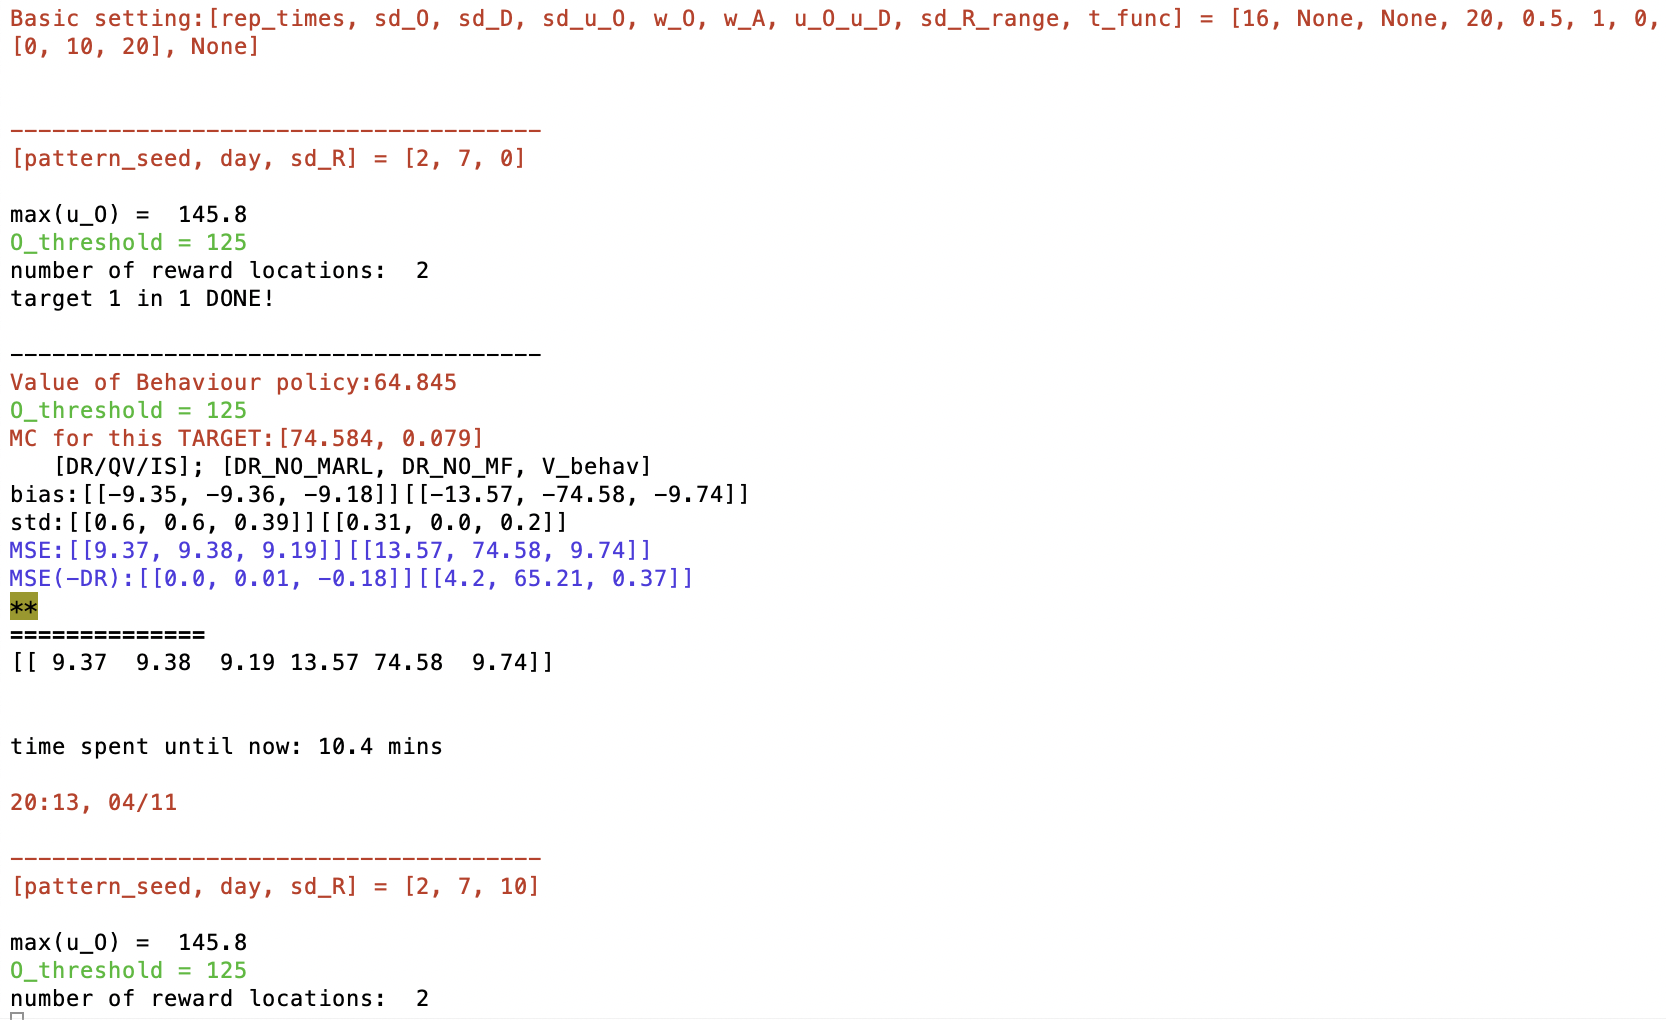 Basic setting:[rep_times, sd_O, sd_D, sd_u_O, w_O, w_A, u_O_u_D, sd_R_range, t_func] = [16, None, None, 20, 0.5, 1, 0,
[0, 10, 20], None]
--------------------------------------
[pattern_seed, day, sd_R] = [2, 7, 0]
max(u_O) =  145.8
O_threshold = 125
number of reward locations:  2
target 1 in 1 DONE!
--------------------------------------
Value of Behaviour policy:64.845
O_threshold = 125
MC for this TARGET:[74.584, 0.079]
   [DR/QV/IS]; [DR_NO_MARL, DR_NO_MF, V_behav]
bias:[[-9.35, -9.36, -9.18]][[-13.57, -74.58, -9.74]]
std:[[0.6, 0.6, 0.39]][[0.31, 0.0, 0.2]]
MSE:[[9.37, 9.38, 9.19]][[13.57, 74.58, 9.74]]
MSE(-DR):[[0.0, 0.01, -0.18]][[4.2, 65.21, 0.37]]
**
==============
[[ 9.37  9.38  9.19 13.57 74.58  9.74]]
time spent until now: 10.4 mins
20:13, 04/11
--------------------------------------
[pattern_seed, day, sd_R] = [2, 7, 10]
max(u_O) =  145.8
O_threshold = 125
number of reward locations:  2